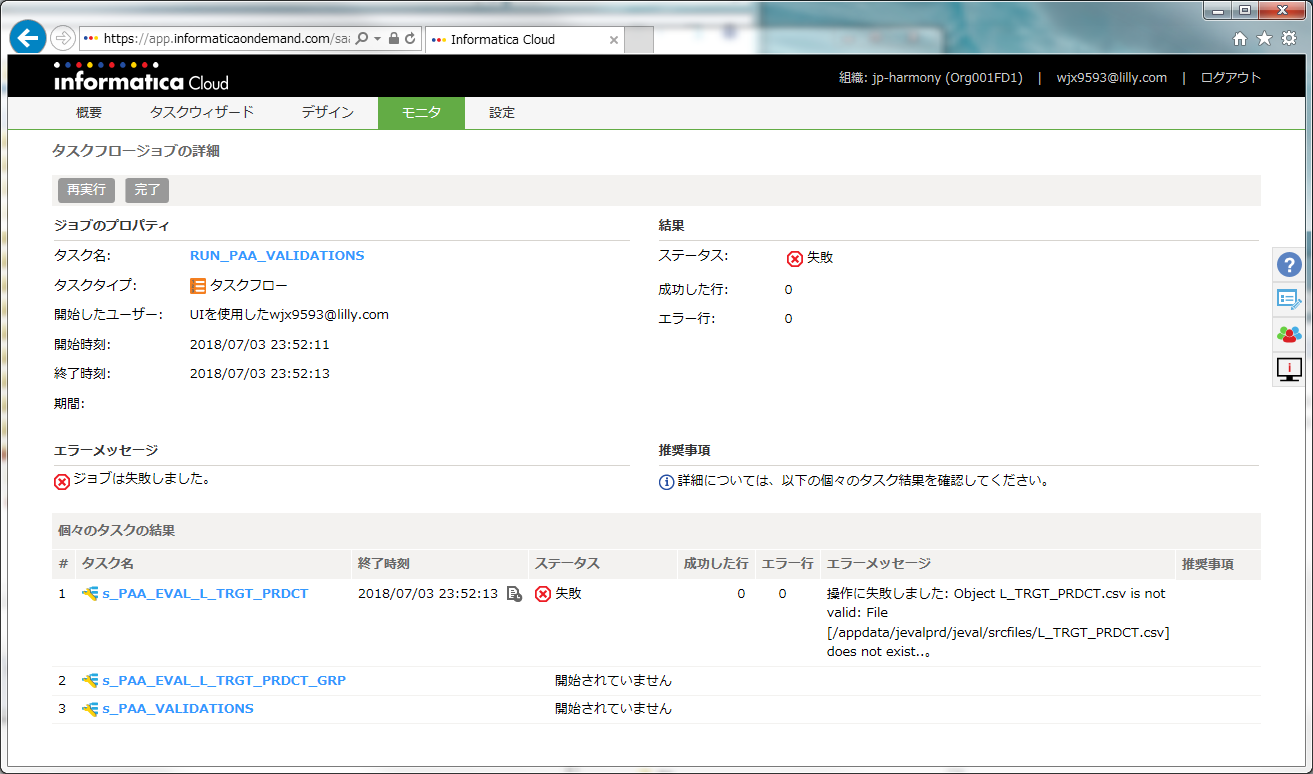 https://app.informaticaondemand.com/saa
Informatica Cloud
informatica Cloud
組織: jp-harmony (Org001FD1) | wjx9593@lilly.com | ログアウト
概要 タスクウィザード デザイン モニタ 設定
タスクフロージョブの詳細
再実行 完了
ジョブのプロパティ
タスク名: RUN_PAA_VALIDATIONS
タスクタイプ: タスクフロー
開始したユーザー: UIを使用したwjx9593@lilly.com
開始時刻: 2018/07/03 23:52:11
終了時刻: 2018/07/03 23:52:13
期間:
結果
ステータス: 失敗
成功した行: 0
エラー行: 0
エラーメッセージ
ジョブは失敗しました。
推奨事項
詳細については、以下の個々のタスク結果を確認してください。
個々のタスクの結果
# タスク名 終了時刻 ステータス 成功した行 エラー行 エラーメッセージ 推奨事項
1 s_PAA_EVAL_L_TRGT_PRDCT 2018/07/03 23:52:13 失敗 0 0 操作に失敗しました: Object L_TRGT_PRDCT.csv is not
valid: File
[/appdata/jevalprd/jeval/srcfiles/L_TRGT_PRDCT.csv]
does not exist..。
2 s_PAA_EVAL_L_TRGT_PRDCT_GRP 開始されていません
3 s_PAA_VALIDATIONS 開始されていません